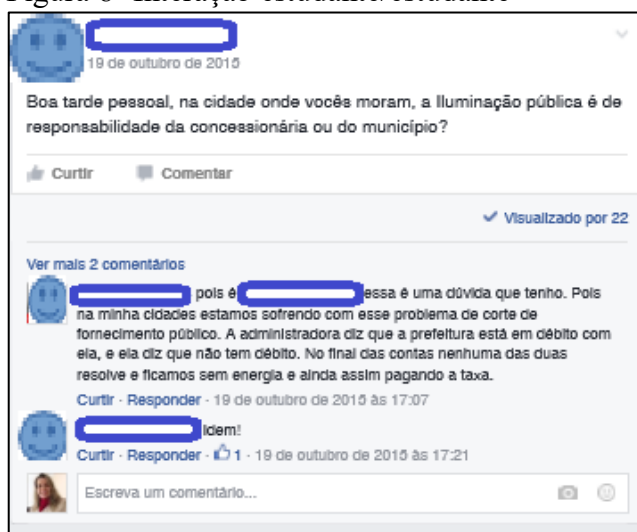 19 de outubro de 2015
Boa tarde pessoal, na cidade onde vocês moram, a Iluminação pública é de
responsabilidade da concessionária ou do município?
Curtir Comentar
Visualizado por 22
Ver mais 2 comentários
pois é essa é uma dúvida que tenho. Pois
na minha cidades estamos sofrendo com esse problema de corte de
fornecimento público. A administradora diz que a prefeitura está em débito com
ela, e ela diz que não tem débito. No final das contas nenhuma das duas
resolve e ficamos sem energia e ainda assim pagando a taxa.
Curtir · Responder · 19 de outubro de 2015 às 17:07
Idem!
Curtir · Responder · 1 · 19 de outubro de 2015 às 17:21
Escreva um comentário...